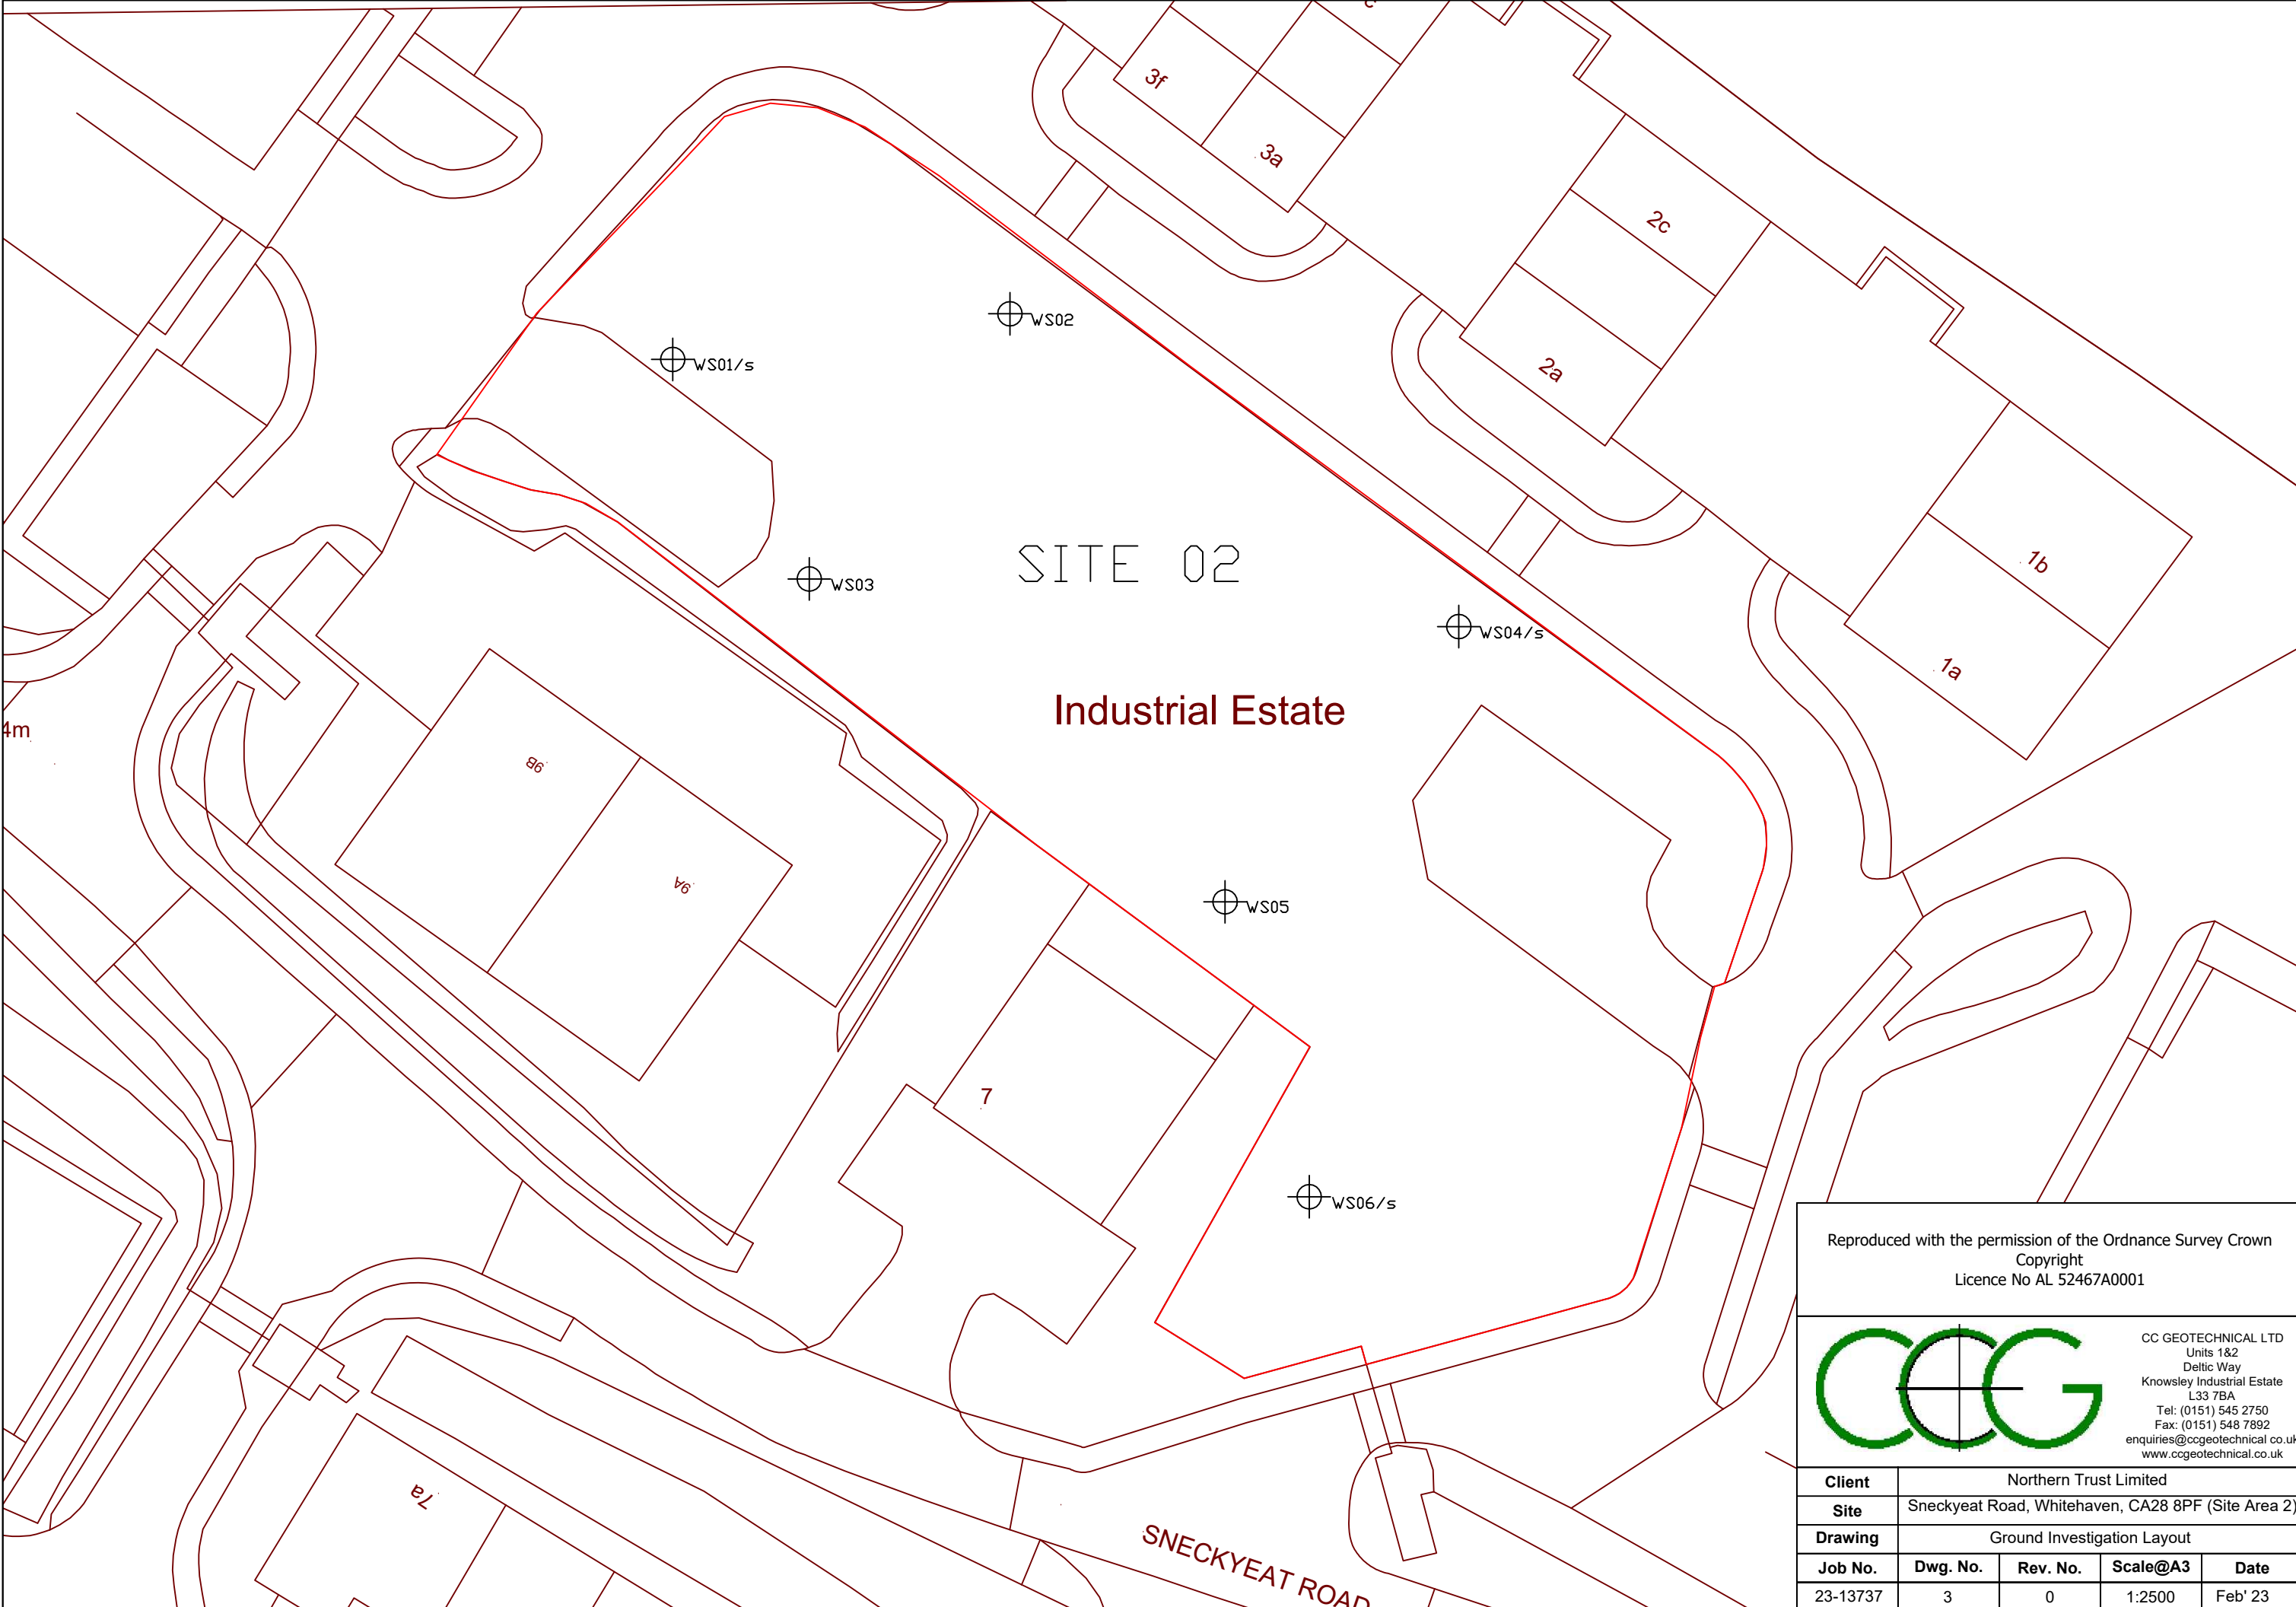 c
3f
3a
2c
2a
1b
1a
WS02
WS01/s
WS03
SITE 02
WS04/s
Industrial Estate
4m
9B
9A
WS05
7
WS06/s
7a
SNECKYEAT ROAD
Reproduced with the permission of the Ordnance Survey Crown
Copyright
Licence No AL 52467A0001
CCG
CC GEOTECHNICAL LTD
Units 1&2
Deltic Way
Knowsley Industrial Estate
L33 7BA
Tel: (0151) 545 2750
Fax: (0151) 548 7892
enquiries@ccgeotechnical co.uk
www.ccgeotechnical.co.uk
Client Northern Trust Limited
Site Sneckyeat Road, Whitehaven, CA28 8PF (Site Area 2)
Drawing Ground Investigation Layout
Job No. Dwg. No. Rev. No. Scale@A3 Date
23-13737 3 0 1:2500 Feb' 23